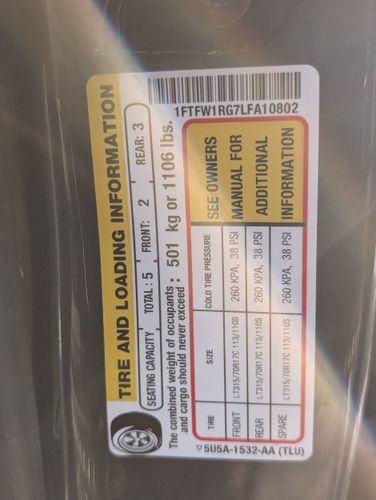 TIRE AND LOADING INFORMATION
SEATING CAPACITY TOTAL: 5 FRONT: 2 REAR: 3
The combined weight of occupants
and cargo should never exceed : 501 kg or 1106 lbs.
TIRE SIZE COLD TIRE PRESSURE SEE OWNERS
FRONT LT315/70R17C 113/110S 260 KPA, 38 PSI MANUAL FOR
REAR LT315/70R17C 113/110S 260 KPA, 38 PSI ADDITIONAL
SPARE LT315/70R17C 113/110S 260 KPA, 38 PSI INFORMATION
5U5A-1532-AA (TLU)
1FTFW1RG7LFA10802